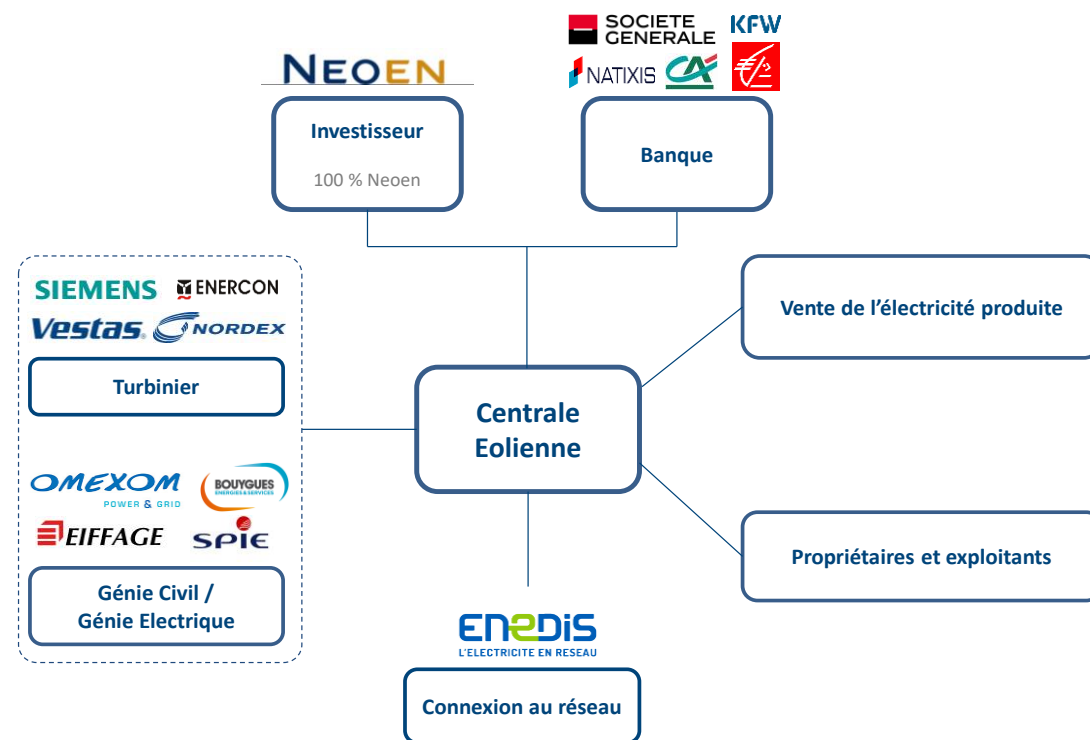 NEOEN
SOCIETE
GENERALE
KFW
NATIXIS
CA
Investisseur
100 % Neoen
Banque
SIEMENS
ENERCON
Vestas
NORDEX
Turbinier
Vente de l’électricité produite
Centrale
Eolienne
OMEXOM
POWER & GRID
BOUYGUES
ENERGIES & SERVICES
EIFFAGE
SPIE
Génie Civil /
Génie Electrique
Propriétaires et exploitants
ENEDIS
L'ELECTRICITE EN RESEAU
Connexion au réseau